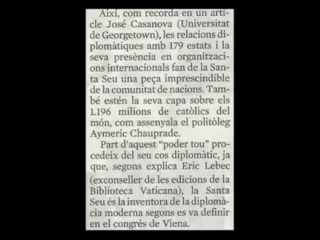 Així, com recorda en un arti-
cle José Casanova (Universitat
de Georgetown), les relacions di-
plomàtiques amb 179 estats i la
seva presència en organitzaci-
ons internacionals fan de la San-
ta Seu una peça imprescindible
de la comunitat de nacions. Tam-
bé estén la seva capa sobre els
1.196 milions de catòlics del
món, com assenyala el politòleg
Aymeric Chauprade.
Part d'aquest "poder tou" pro-
cedeix del seu cos diplomàtic, ja
que, segons explica Eric Lebec
(exconseller de les edicions de la
Biblioteca Vaticana), la Santa
Seu és la inventora de la diplomà-
cia moderna segons es va definir
en el congrés de Viena.